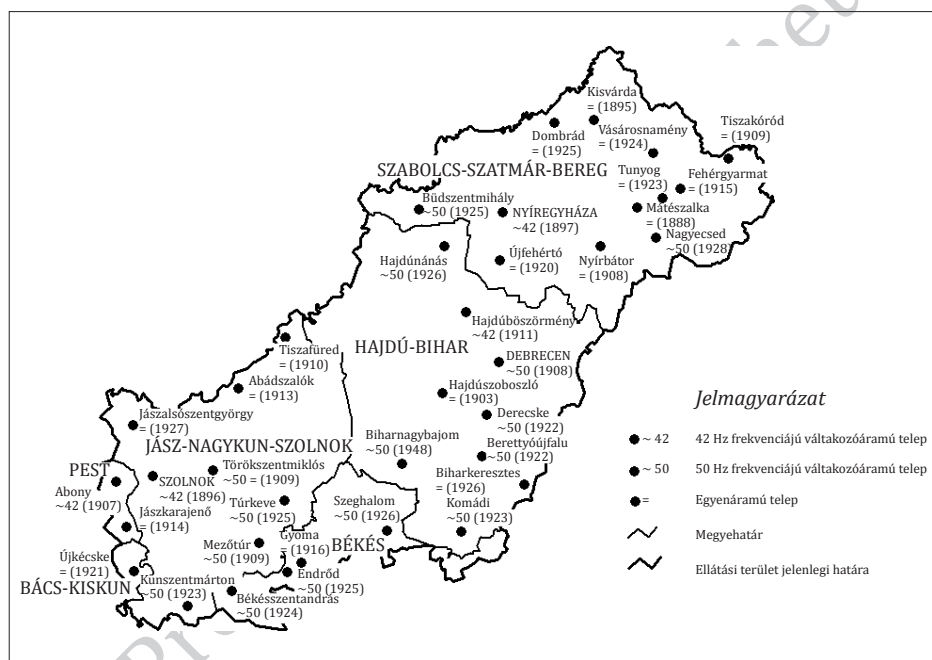 Kisvárda
= (1895)
Tiszakóród
= (1909)
Dombrád
= (1925)
Vásárosnamény
= (1924)
SZABOLCS-SZATMÁR-BEREG
Tunyog
= (1923)
Fehérgyarmat
= (1915)
Büdszentmihály
~50 (1925)
NYÍREGYHÁZA
~42 (1897)
Mátészalka
= (1888)
Nagyecsed
~50 (1928)
Hajdúnánás
~50 (1926)
Újfehértó
= (1920)
Nyírbátor
= (1908)
Hajdúböszörmény
~42 (1911)
Tiszafüred
= (1910)
HAJDÚ-BIHAR
DEBRECEN
~50 (1908)
Abádszalók
= (1913)
Hajdúszoboszló
= (1903)
Jászalsószentgyörgy
= (1927)
Derecske
~50 (1922)
JÁSZ-NAGYKUN-SZOLNOK
Biharnagybajom
~50 (1948)
Berettyóújfalu
~50 (1922)
PEST
Abony
~42 (1907)
SZOLNOK
~42 (1896)
Törökszentmiklós
~50 = (1909)
Biharkeresztes
= (1926)
Jászkarajenő
= (1914)
Túrkeve
~50 (1925)
Szeghalom
~50 (1926)
Komádi
~50 (1923)
Mezőtúr
~50 (1909)
Gyoma
= (1916)
BÉKÉS
Újkécske
= (1921)
BÁCS-KISKUN
Kunszentmárton
~50 (1923)
Endrőd
~50 (1925)
Békésszentandrás
~50 (1924)
Jelmagyarázat
~ 42 42 Hz frekvenciájú váltakozóáramú telep
~ 50 50 Hz frekvenciájú váltakozóáramú telep
= Egyenáramú telep
Megyehatár
Ellátási terület jelenlegi határa